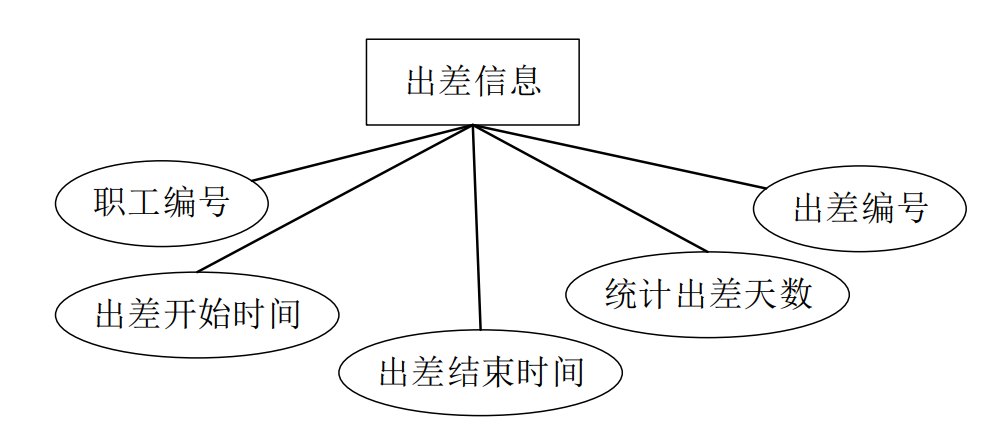 出差信息
职工编号
出差编号
出差开始时间
统计出差天数
出差结束时间